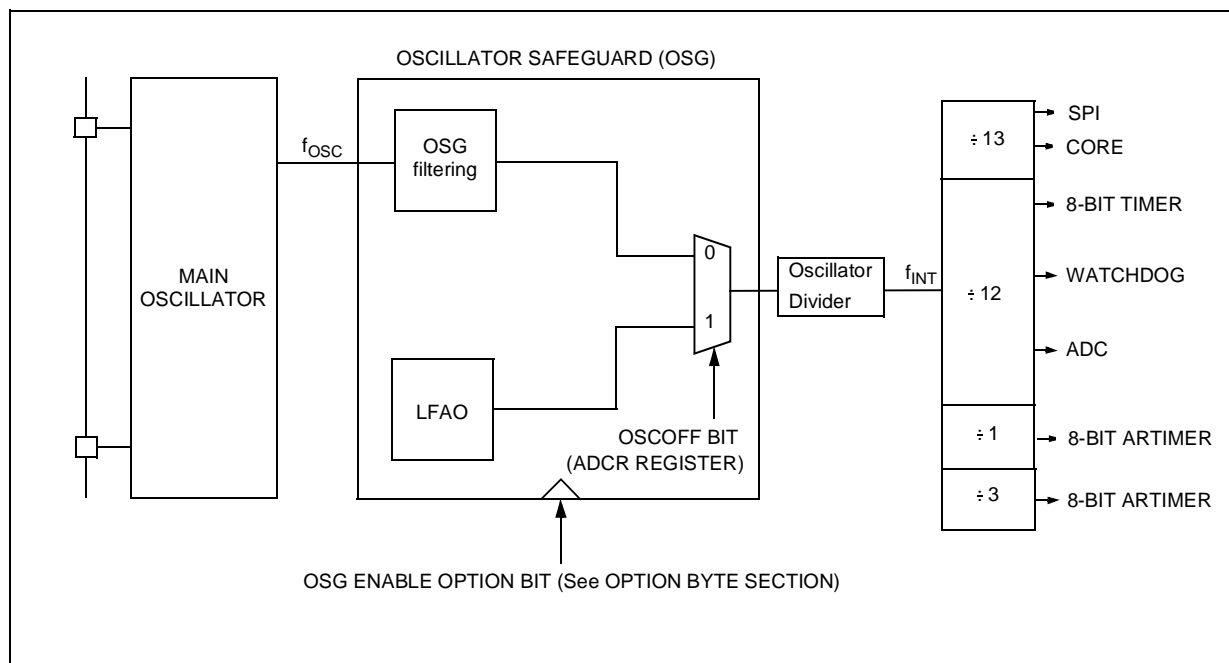 OSCILLATOR SAFEGUARD (OSG)
MAIN
OSCILLATOR
fOSC
OSG
filtering
LFAO
0
1
OSCOFF BIT
(ADCR REGISTER)
OSG ENABLE OPTION BIT (See OPTION BYTE SECTION)
Oscillator
Divider
fINT
÷ 13
÷ 12
÷ 1
÷ 3
SPI
CORE
8-BIT TIMER
WATCHDOG
ADC
8-BIT ARTIMER
8-BIT ARTIMER